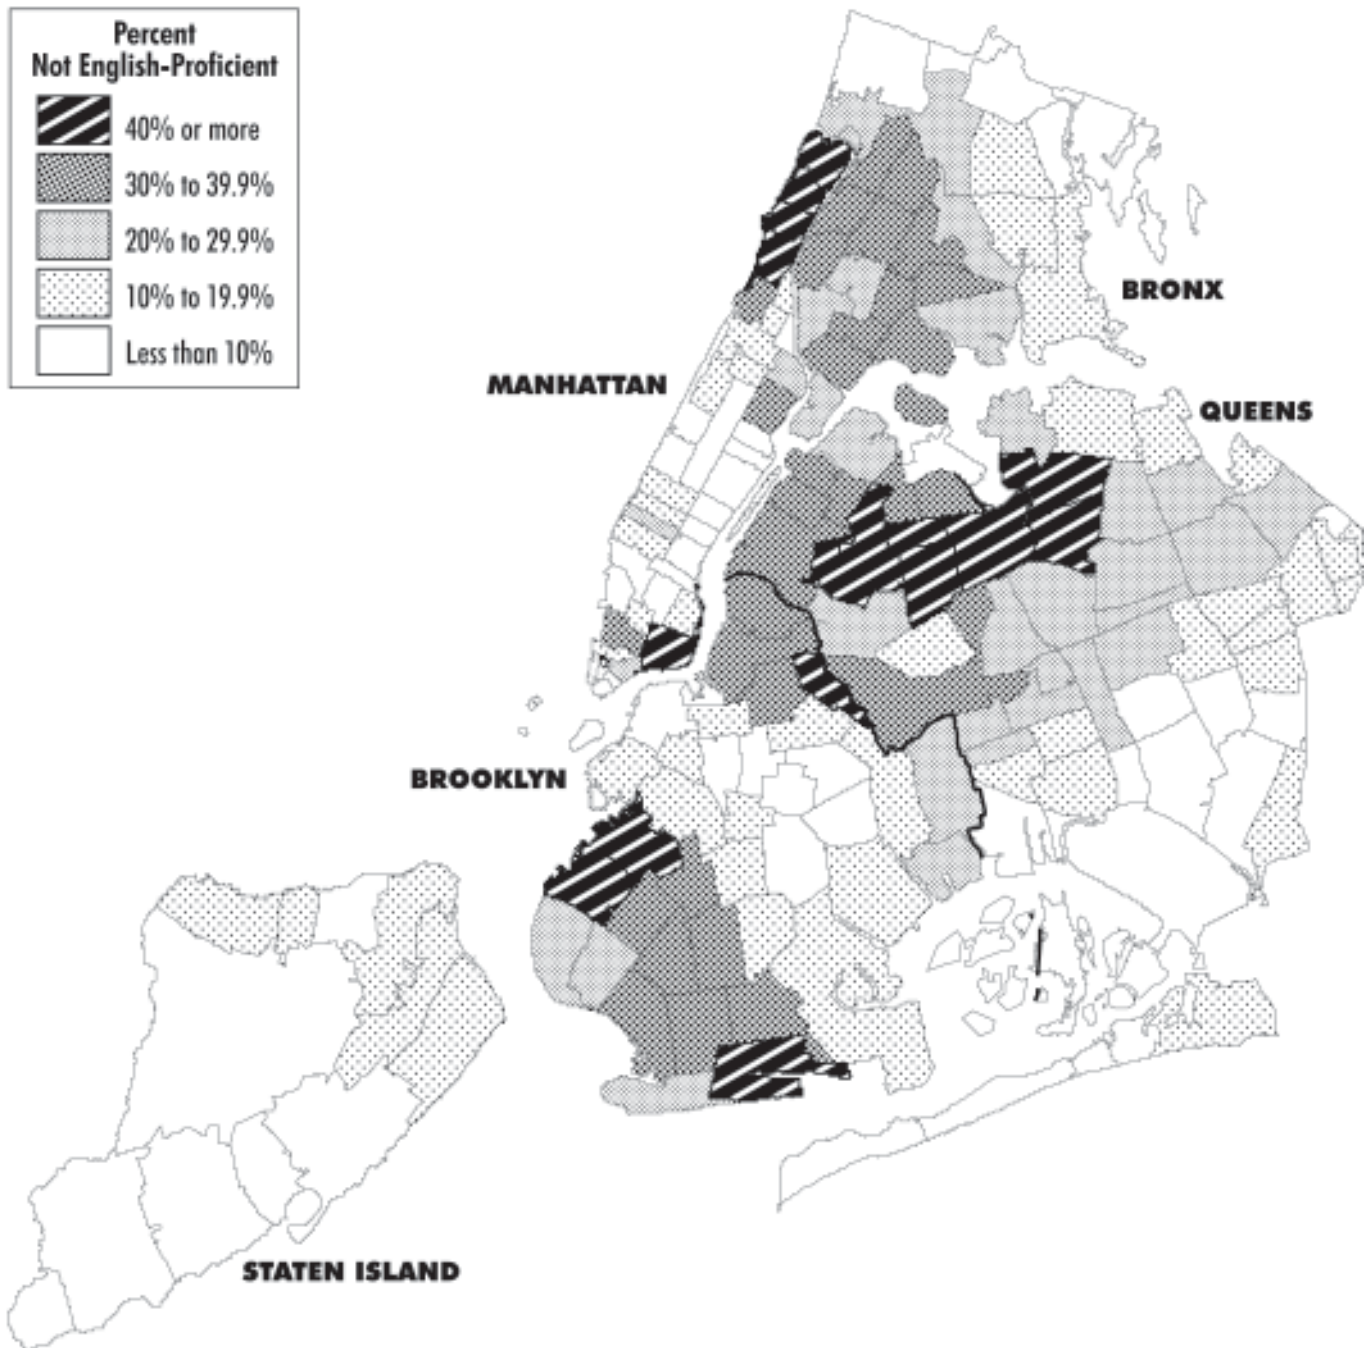 Percent
Not English-Proficient
40% or more
30% to 39.9%
20% to 29.9%
10% to 19.9%
Less than 10%
BRONX
MANHATTAN
QUEENS
BROOKLYN
STATEN ISLAND